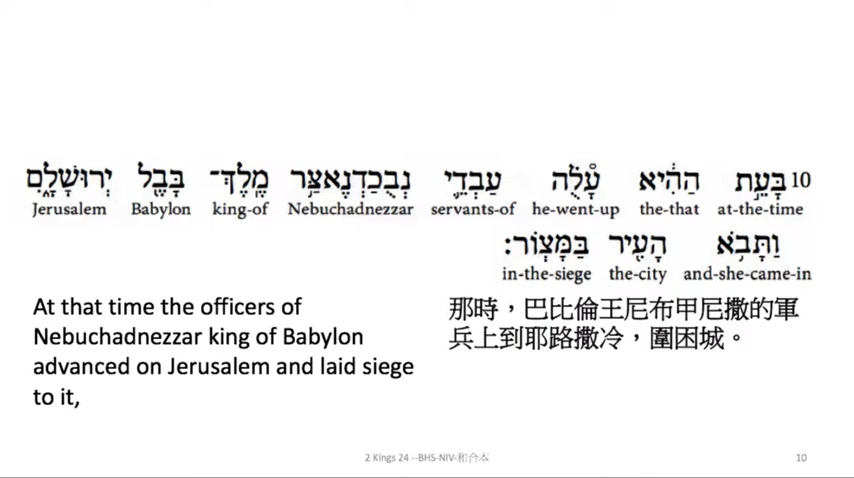 10 בָּעֵ֣ת הַהִ֔יא עָלֻ֗ה עַבְדֵ֛י נְבֻכַדְנֶאצַּ֥ר מֶֽלֶךְ־ בָּבֶ֖ל יְרוּשָׁלִָ֑ם
Jerusalem Babylon king-of Nebuchadnezzar servants-of he-went-up the-that at-the-time
וַתָּבֹ֥א הָעִ֖יר בַּמָּצֽוֹר׃
in-the-siege the-city and-she-came-in
At that time the officers of
Nebuchadnezzar king of Babylon
advanced on Jerusalem and laid siege
to it,
那時，巴比倫王尼布甲尼撒的軍
兵上到耶路撒冷，圍困城。
2 Kings 24 --BHS-NIV-和合本
10